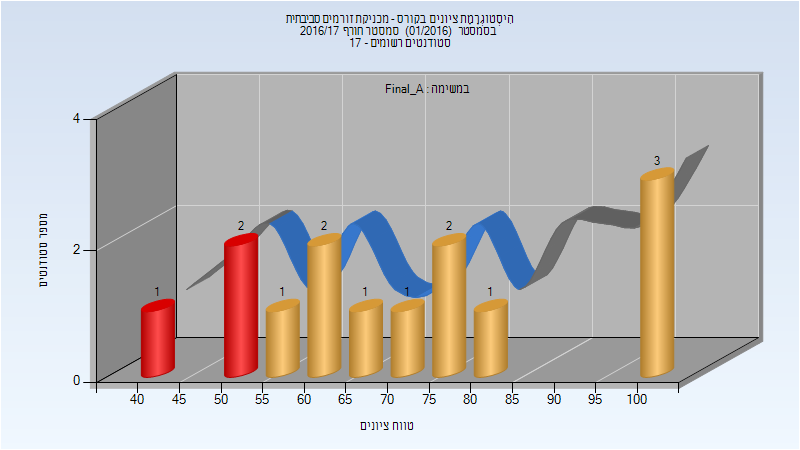 היסטוגרמת ציונים בקורס - מכניקת זורמים סביבתית
בסמסטר (01/2016) סמסטר חורף 2016/17
סטודנטים רשומים - 17
במשימה : Final_A
מספר סטודנטים
4
2
0
1
2
1
2
1
1
2
1
3
40 45 50 55 60 65 70 75 80 85 90 95 100
טווח ציונים